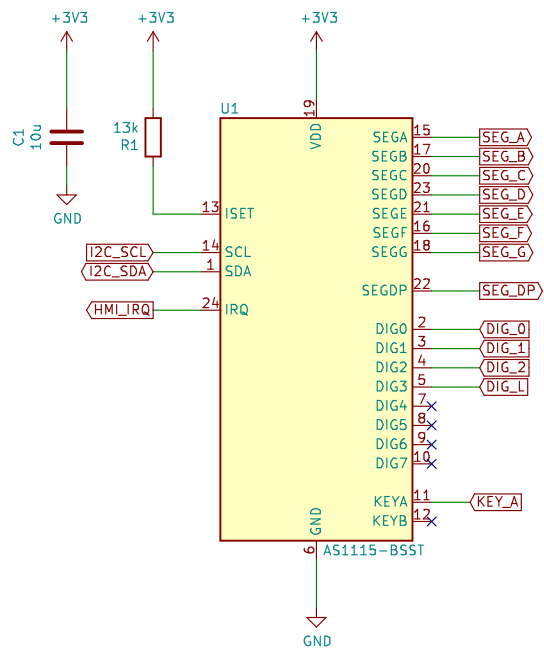 +3V3
+3V3
+3V3
C1
10u
GND
13k
R1
U1
19
VDD
13
ISET
I2C_SCL
14
SCL
I2C_SDA
1
SDA
HMI_IRQ
24
IRQ
SEGA
15
SEG_A
SEGB
17
SEG_B
SEGC
20
SEG_C
SEGD
23
SEG_D
SEGE
21
SEG_E
SEGF
16
SEG_F
SEGG
18
SEG_G
SEGDP
22
SEG_DP
DIG0
2
DIG_0
DIG1
3
DIG_1
DIG2
4
DIG_2
DIG3
5
DIG_L
DIG4
7
DIG5
8
DIG6
9
DIG7
10
KEYA
11
KEY_A
KEYB
12
GND
6
AS1115-BSST
GND